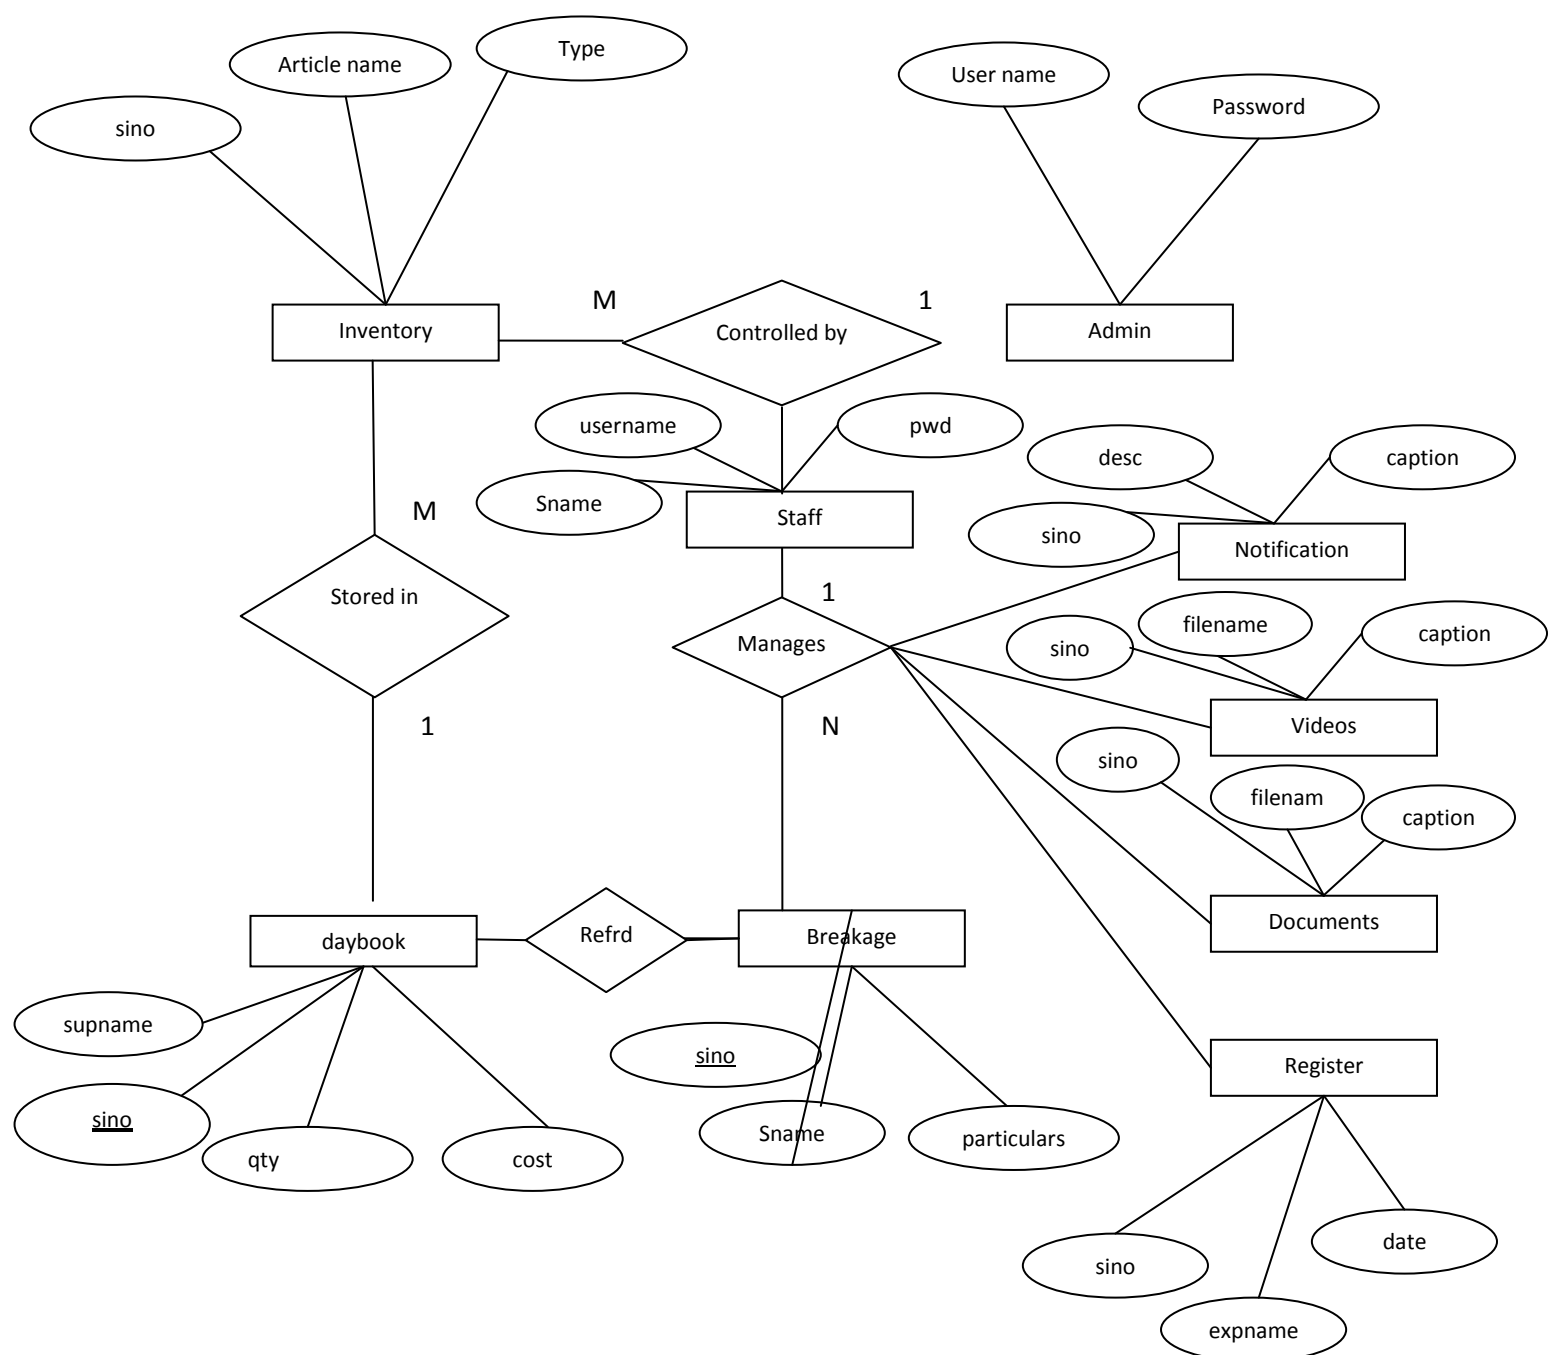 Type
Article name
User name
Password
sino
M
1
Inventory
Controlled by
Admin
username
pwd
desc
caption
Sname
M
Staff
sino
Notification
Stored in
1
filename
Manages
sino
caption
1
N
Videos
sino
filenam
caption
daybook
Refrd
Breakage
Documents
supname
sino
Register
sino
Sname
particulars
qty
cost
date
sino
expname